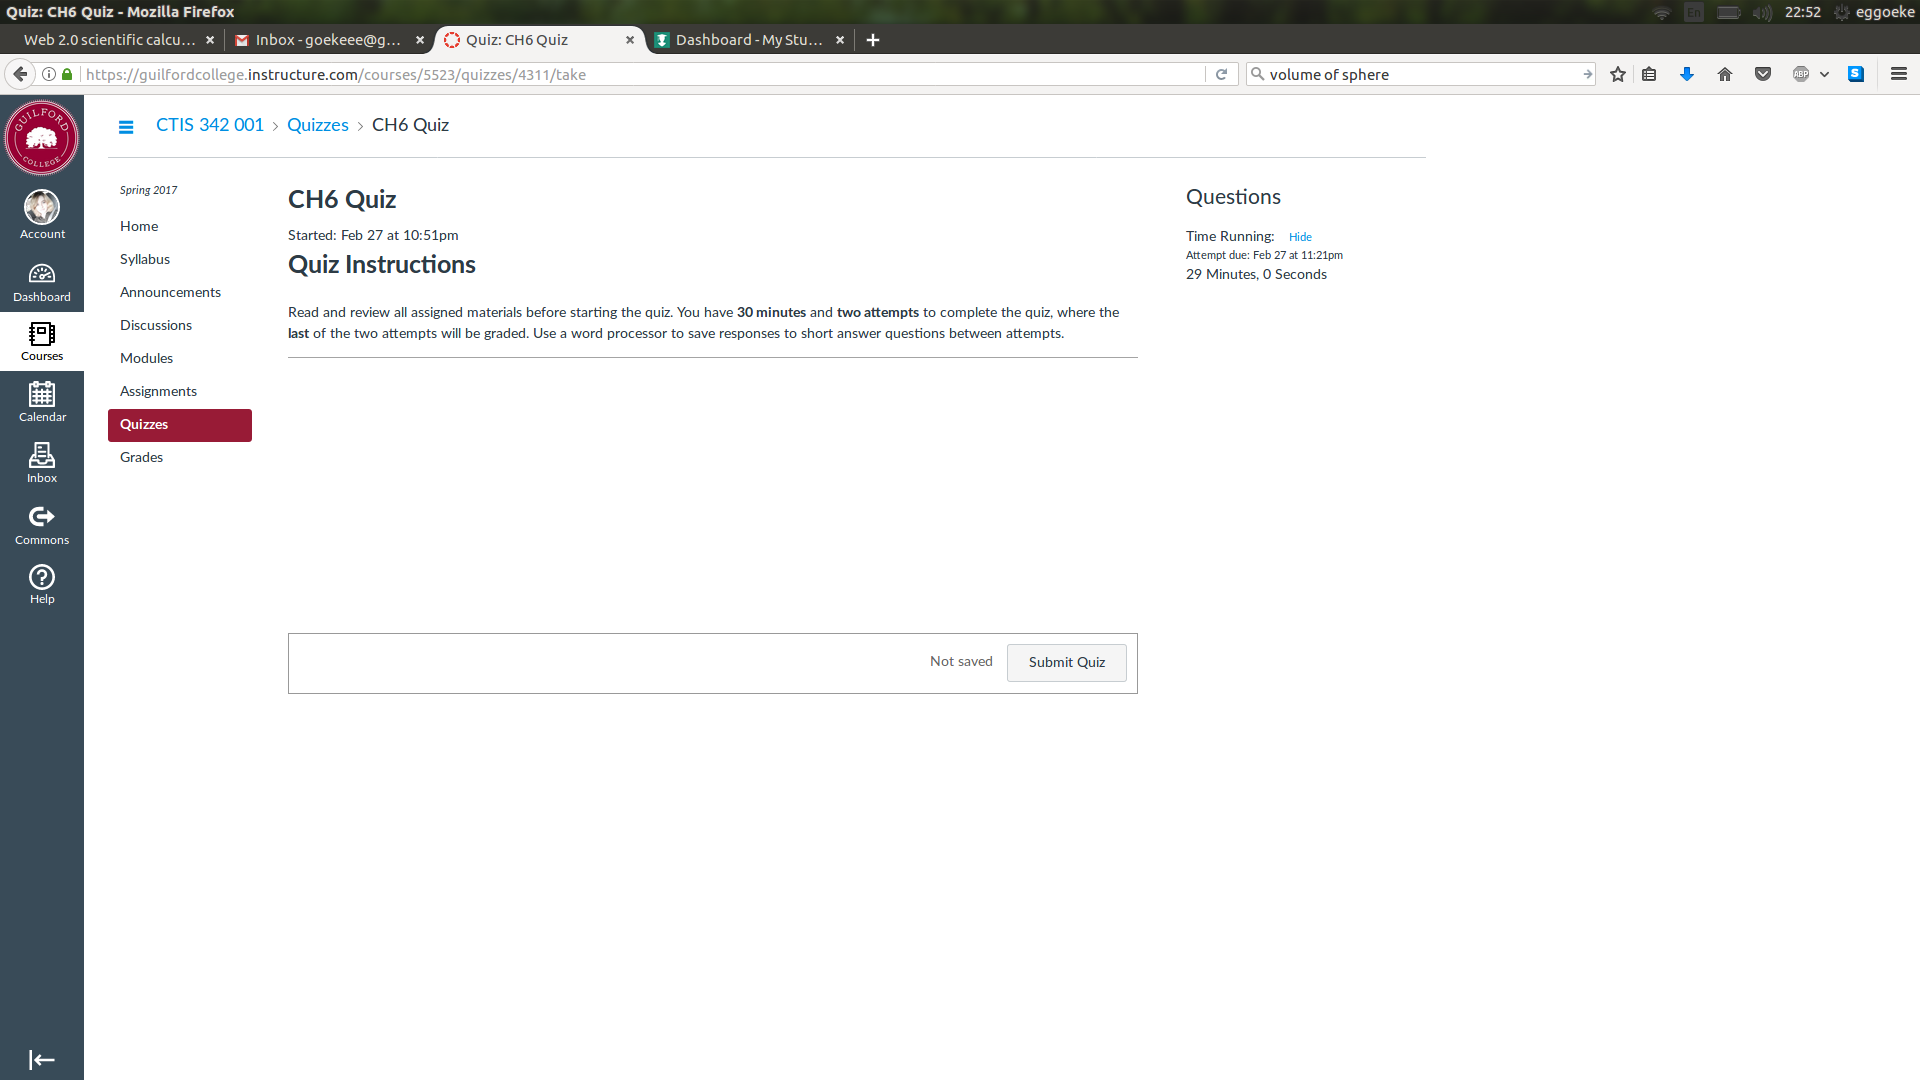 Quiz: CH6 Quiz - Mozilla Firefox
En
22:52
eggoeke
Web 2.0 scientific calcu...
Inbox - goekeee@g...
Quiz: CH6 Quiz
Dashboard - My Stu...
https://guilfordcollege.instructure.com/courses/5523/quizzes/4311/take
volume of sphere
ABP
S
GUILFORD
COLLEGE
CTIS 342 001 › Quizzes › CH6 Quiz
Account
Dashboard
Courses
Calendar
Inbox
Commons
Help
Spring 2017
Home
Syllabus
Announcements
Discussions
Modules
Assignments
Quizzes
Grades
CH6 Quiz
Started: Feb 27 at 10:51pm
Quiz Instructions
Read and review all assigned materials before starting the quiz. You have 30 minutes and two attempts to complete the quiz, where the
last of the two attempts will be graded. Use a word processor to save responses to short answer questions between attempts.
Not saved
Submit Quiz
Questions
Time Running: Hide
Attempt due: Feb 27 at 11:21pm
29 Minutes, 0 Seconds